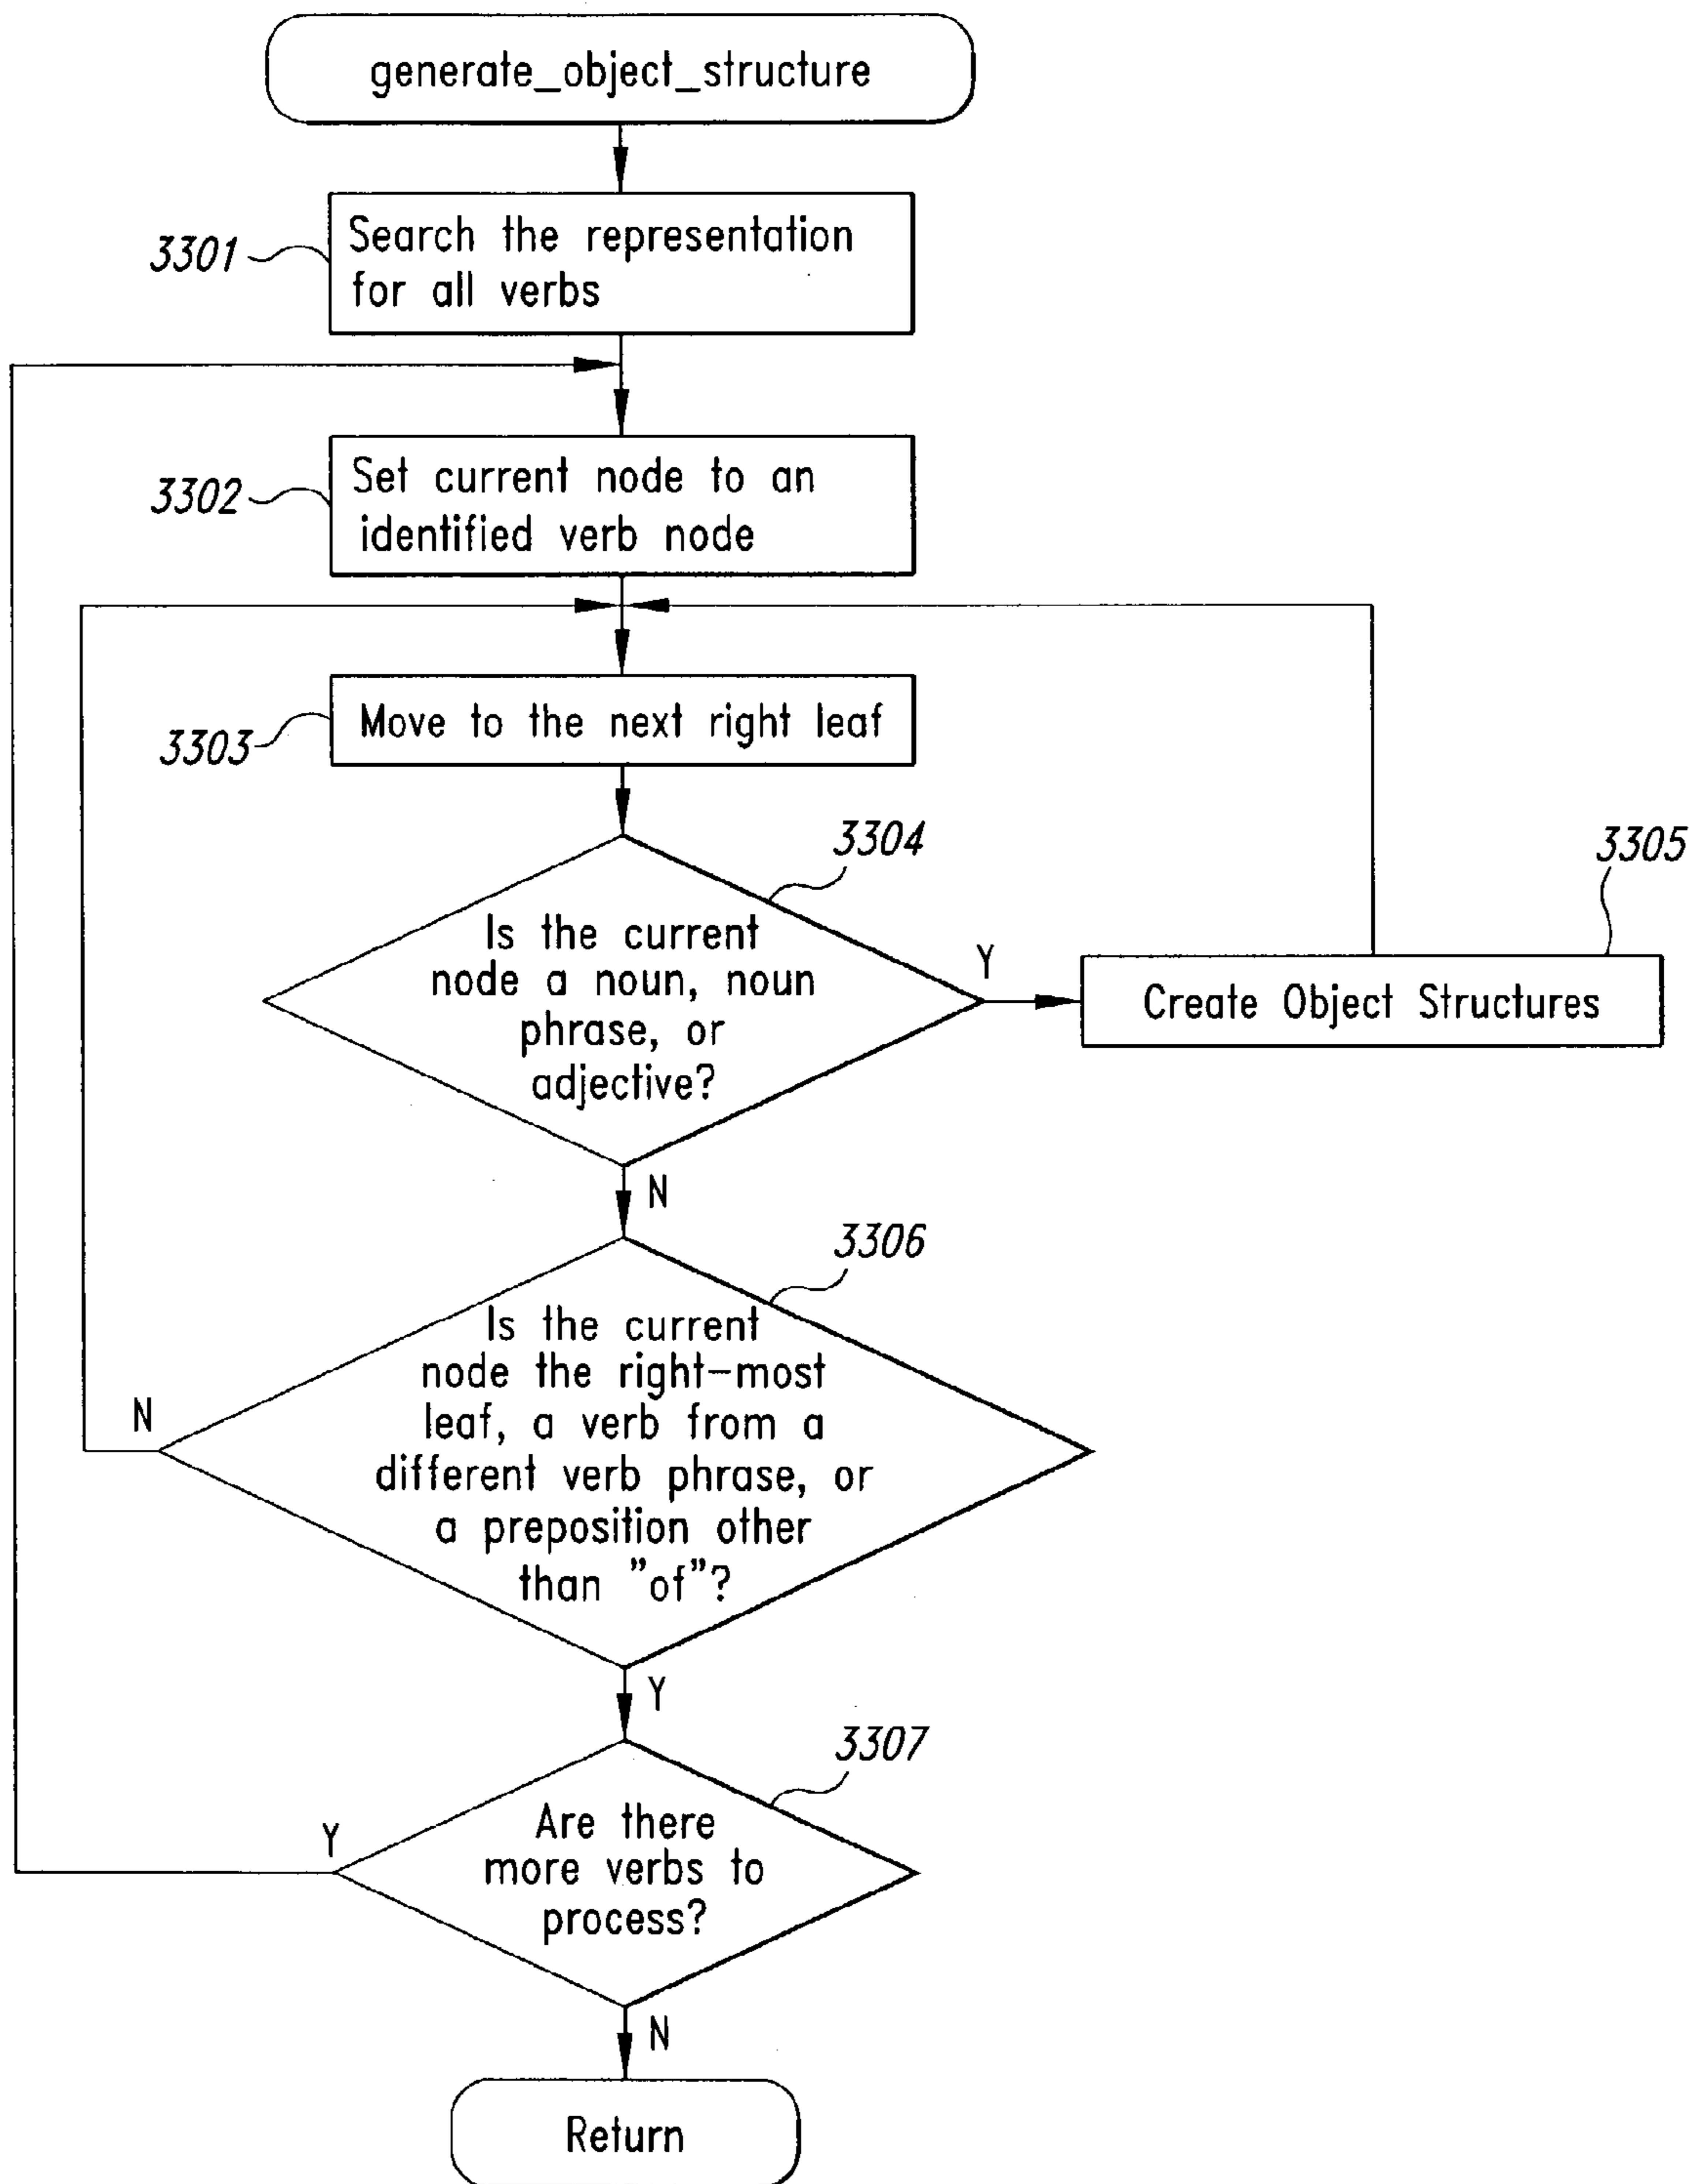 generate_object_structure
3301
Search the representation
for all verbs
3302
Set current node to an
identified verb node
3303
Move to the next right leaf
3304
Is the current
node a noun, noun
phrase, or
adjective?
Y
3305
Create Object Structures
N
3306
Is the current
node the right-most
leaf, a verb from a
different verb phrase, or
a preposition other
than "of"?
N
Y
3307
Are there
more verbs to
process?
Y
N
Return